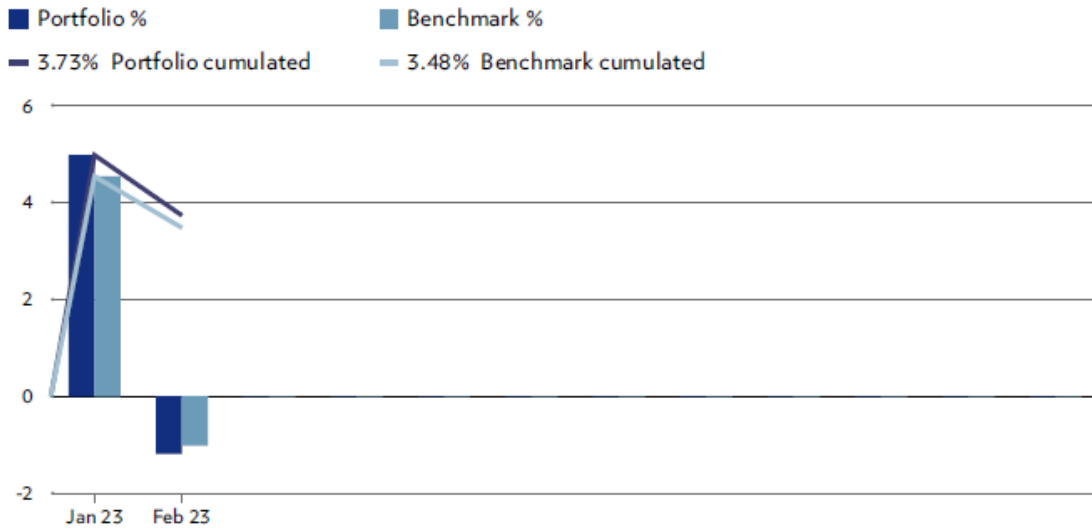 Portfolio % Benchmark %
3.73% Portfolio cumulated 3.48% Benchmark cumulated
6
4
2
0
-2
Jan 23 Feb 23